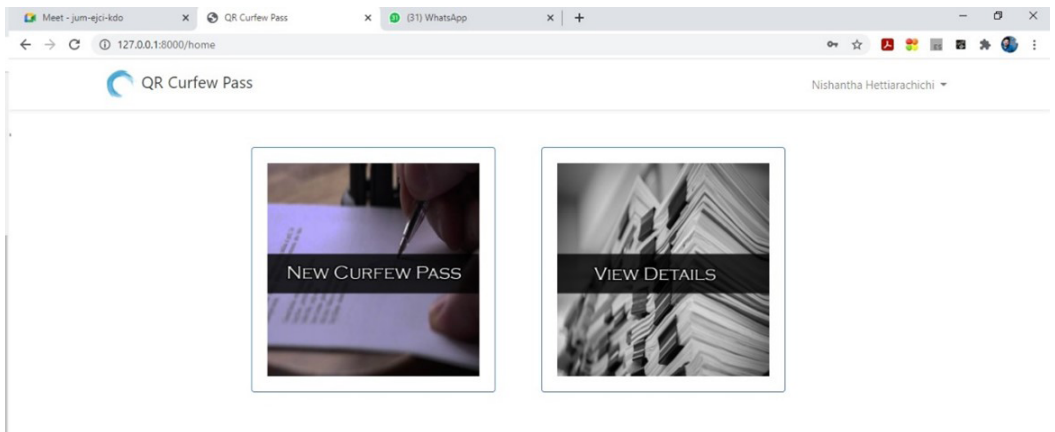 Meet - jum-ejci-kdo
QR Curfew Pass
(31) WhatsApp
127.0.0.1:8000/home
QR Curfew Pass
Nishantha Hettiarachichi
NEW CURFEW PASS
VIEW DETAILS